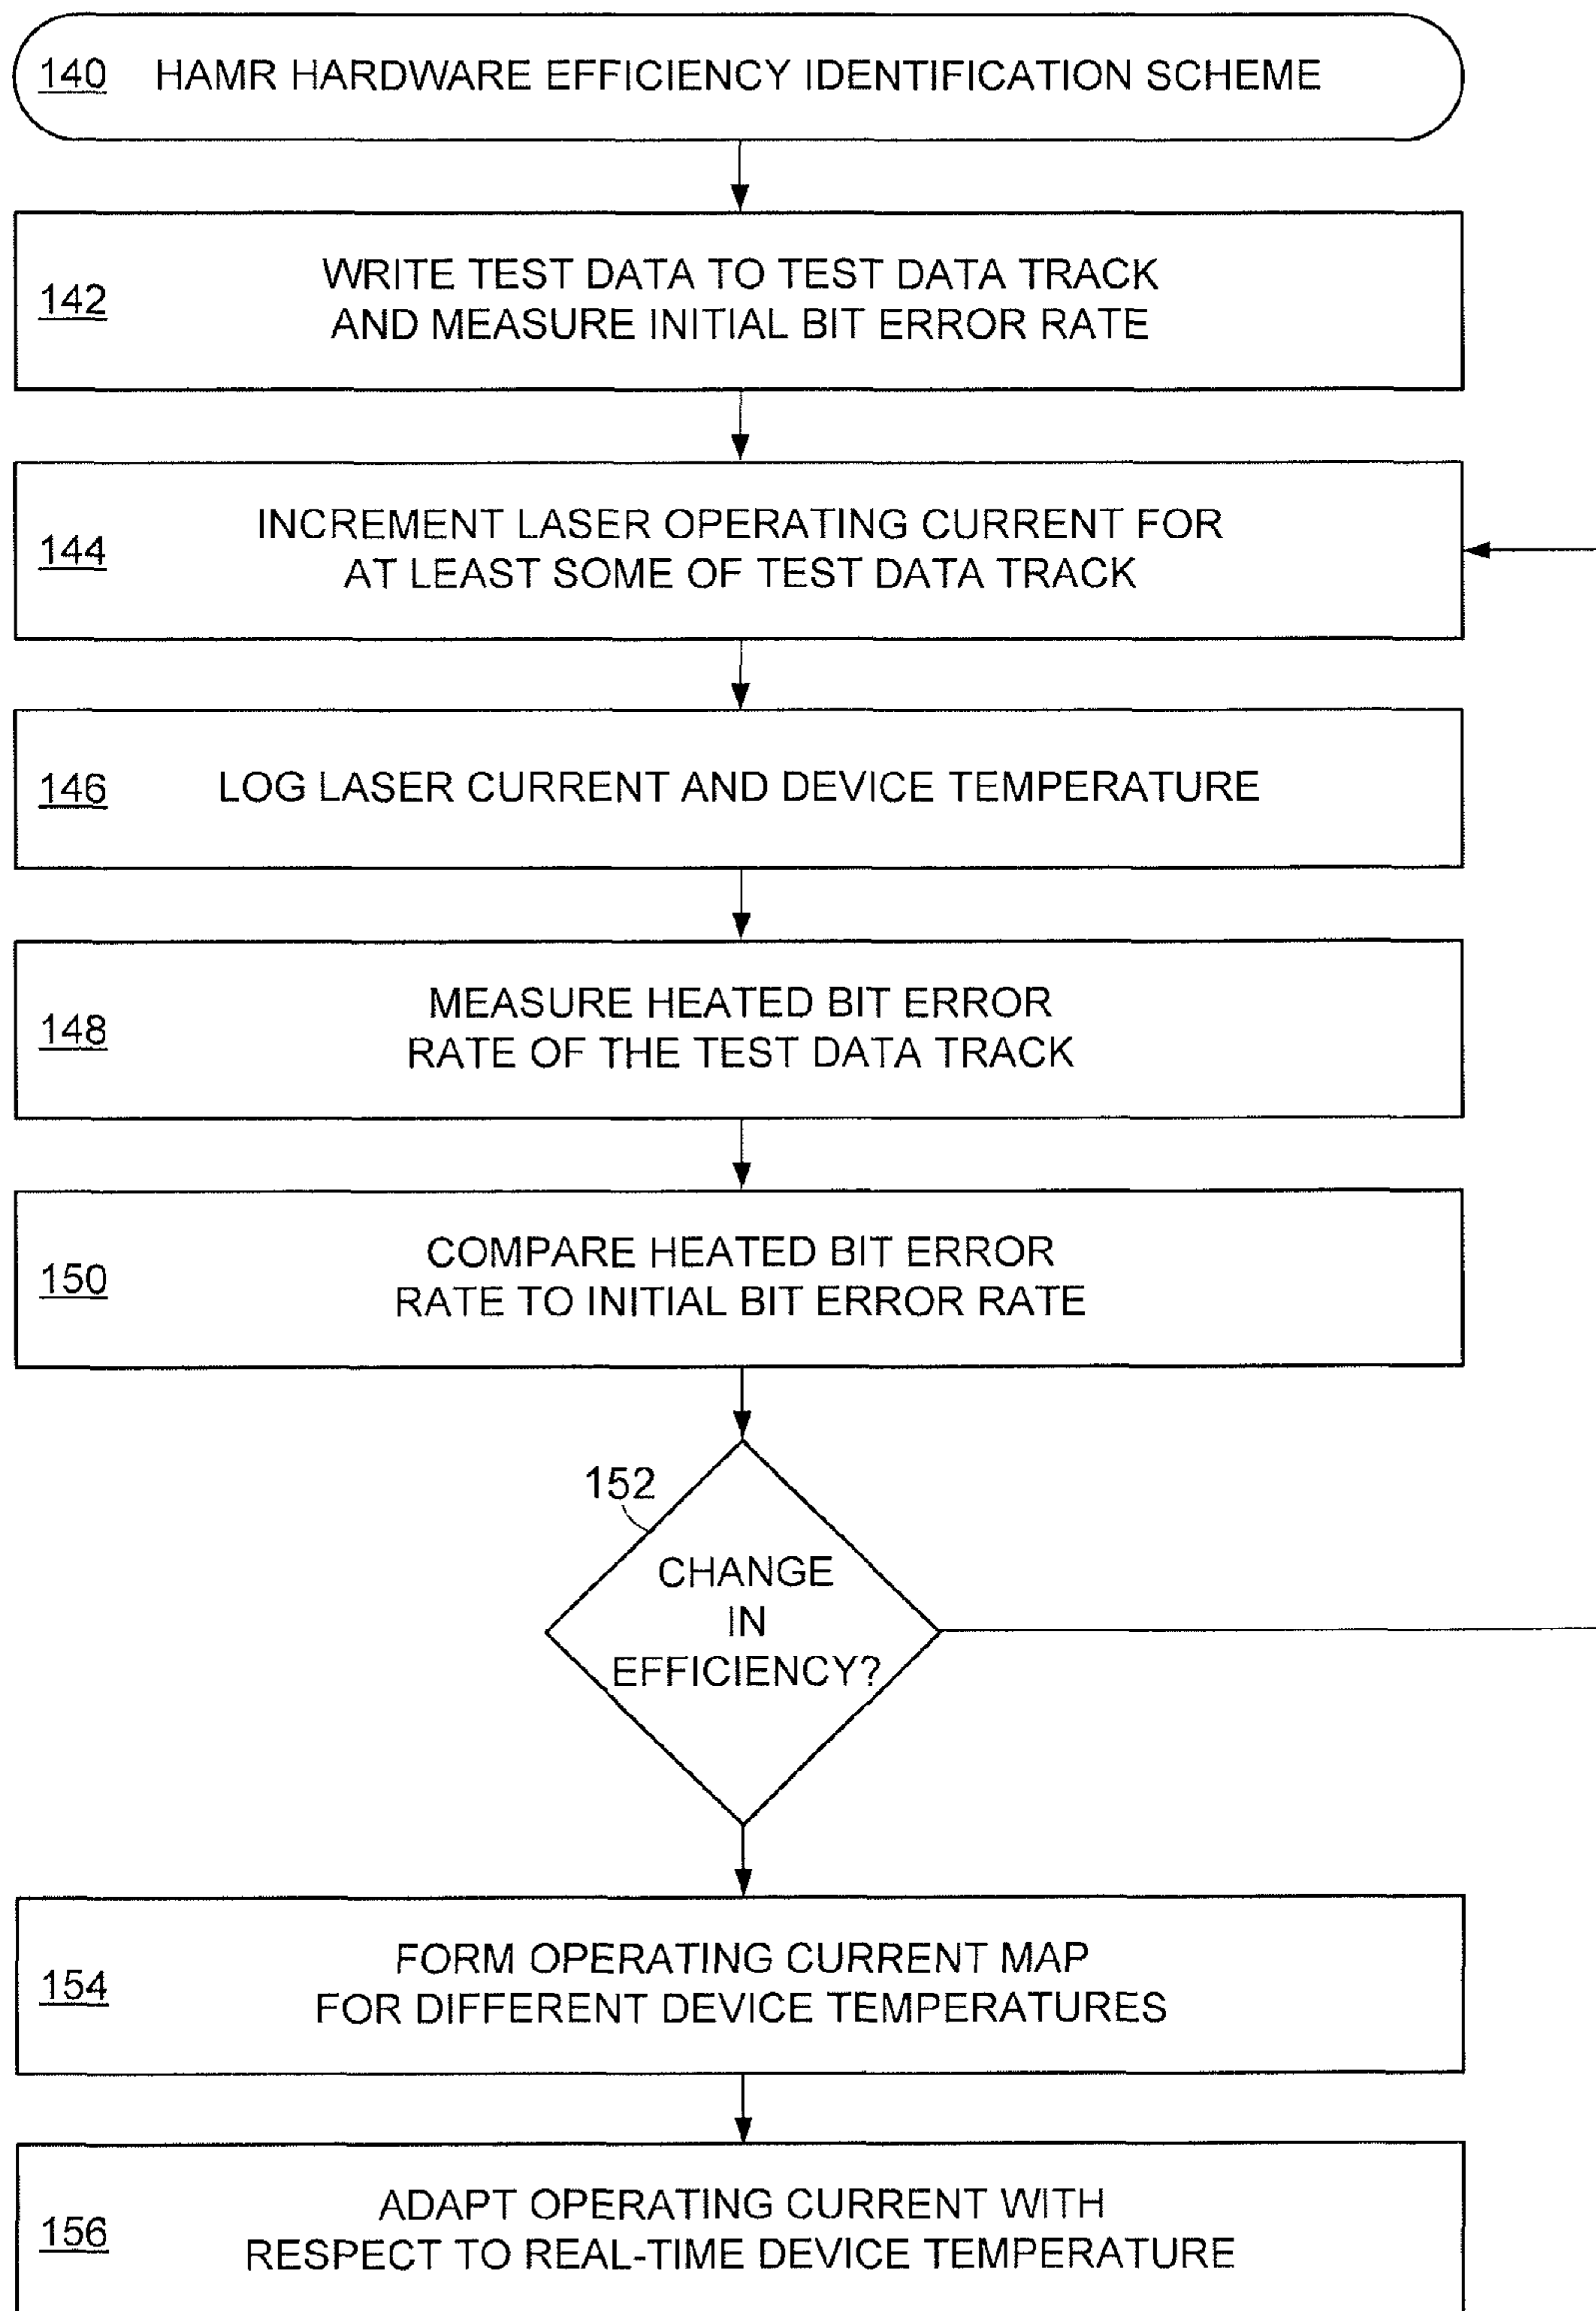 140 HAMR HARDWARE EFFICIENCY IDENTIFICATION SCHEME
142
WRITE TEST DATA TO TEST DATA TRACK
AND MEASURE INITIAL BIT ERROR RATE
144
INCREMENT LASER OPERATING CURRENT FOR
AT LEAST SOME OF TEST DATA TRACK
146 LOG LASER CURRENT AND DEVICE TEMPERATURE
148
MEASURE HEATED BIT ERROR
RATE OF THE TEST DATA TRACK
150
COMPARE HEATED BIT ERROR
RATE TO INITIAL BIT ERROR RATE
152
CHANGE
IN
EFFICIENCY?
154
FORM OPERATING CURRENT MAP
FOR DIFFERENT DEVICE TEMPERATURES
156
ADAPT OPERATING CURRENT WITH
RESPECT TO REAL-TIME DEVICE TEMPERATURE